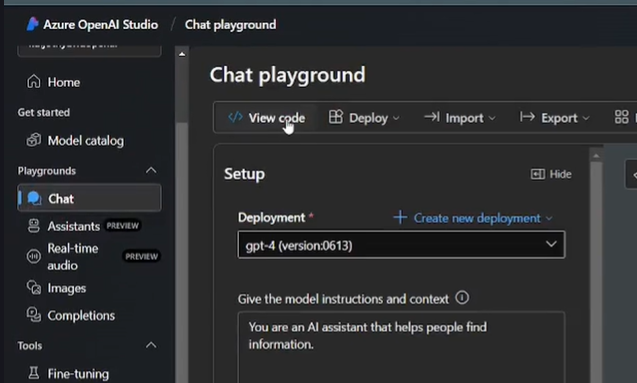 Azure OpenAI Studio / Chat playground
Home
Get started
Model catalog
Playgrounds
Chat
Assistants PREVIEW
Real-time
audio PREVIEW
Images
Completions
Tools
Fine-tuning
Chat playground
View code Deploy Import Export
Setup Hide
Deployment * Create new deployment
gpt-4 (version:0613)
Give the model instructions and context
You are an AI assistant that helps people find
information.